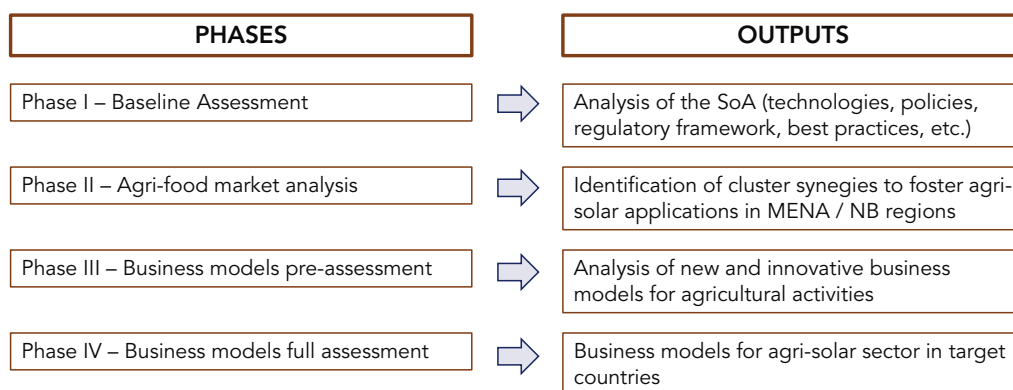 PHASES
OUTPUTS
Phase I – Baseline Assessment
Analysis of the SoA (technologies, policies,
regulatory framework, best practices, etc.)
Phase II – Agri-food market analysis
Identification of cluster synegies to foster agri-
solar applications in MENA / NB regions
Phase III – Business models pre-assessment
Analysis of new and innovative business
models for agricultural activities
Phase IV – Business models full assessment
Business models for agri-solar sector in target
countries